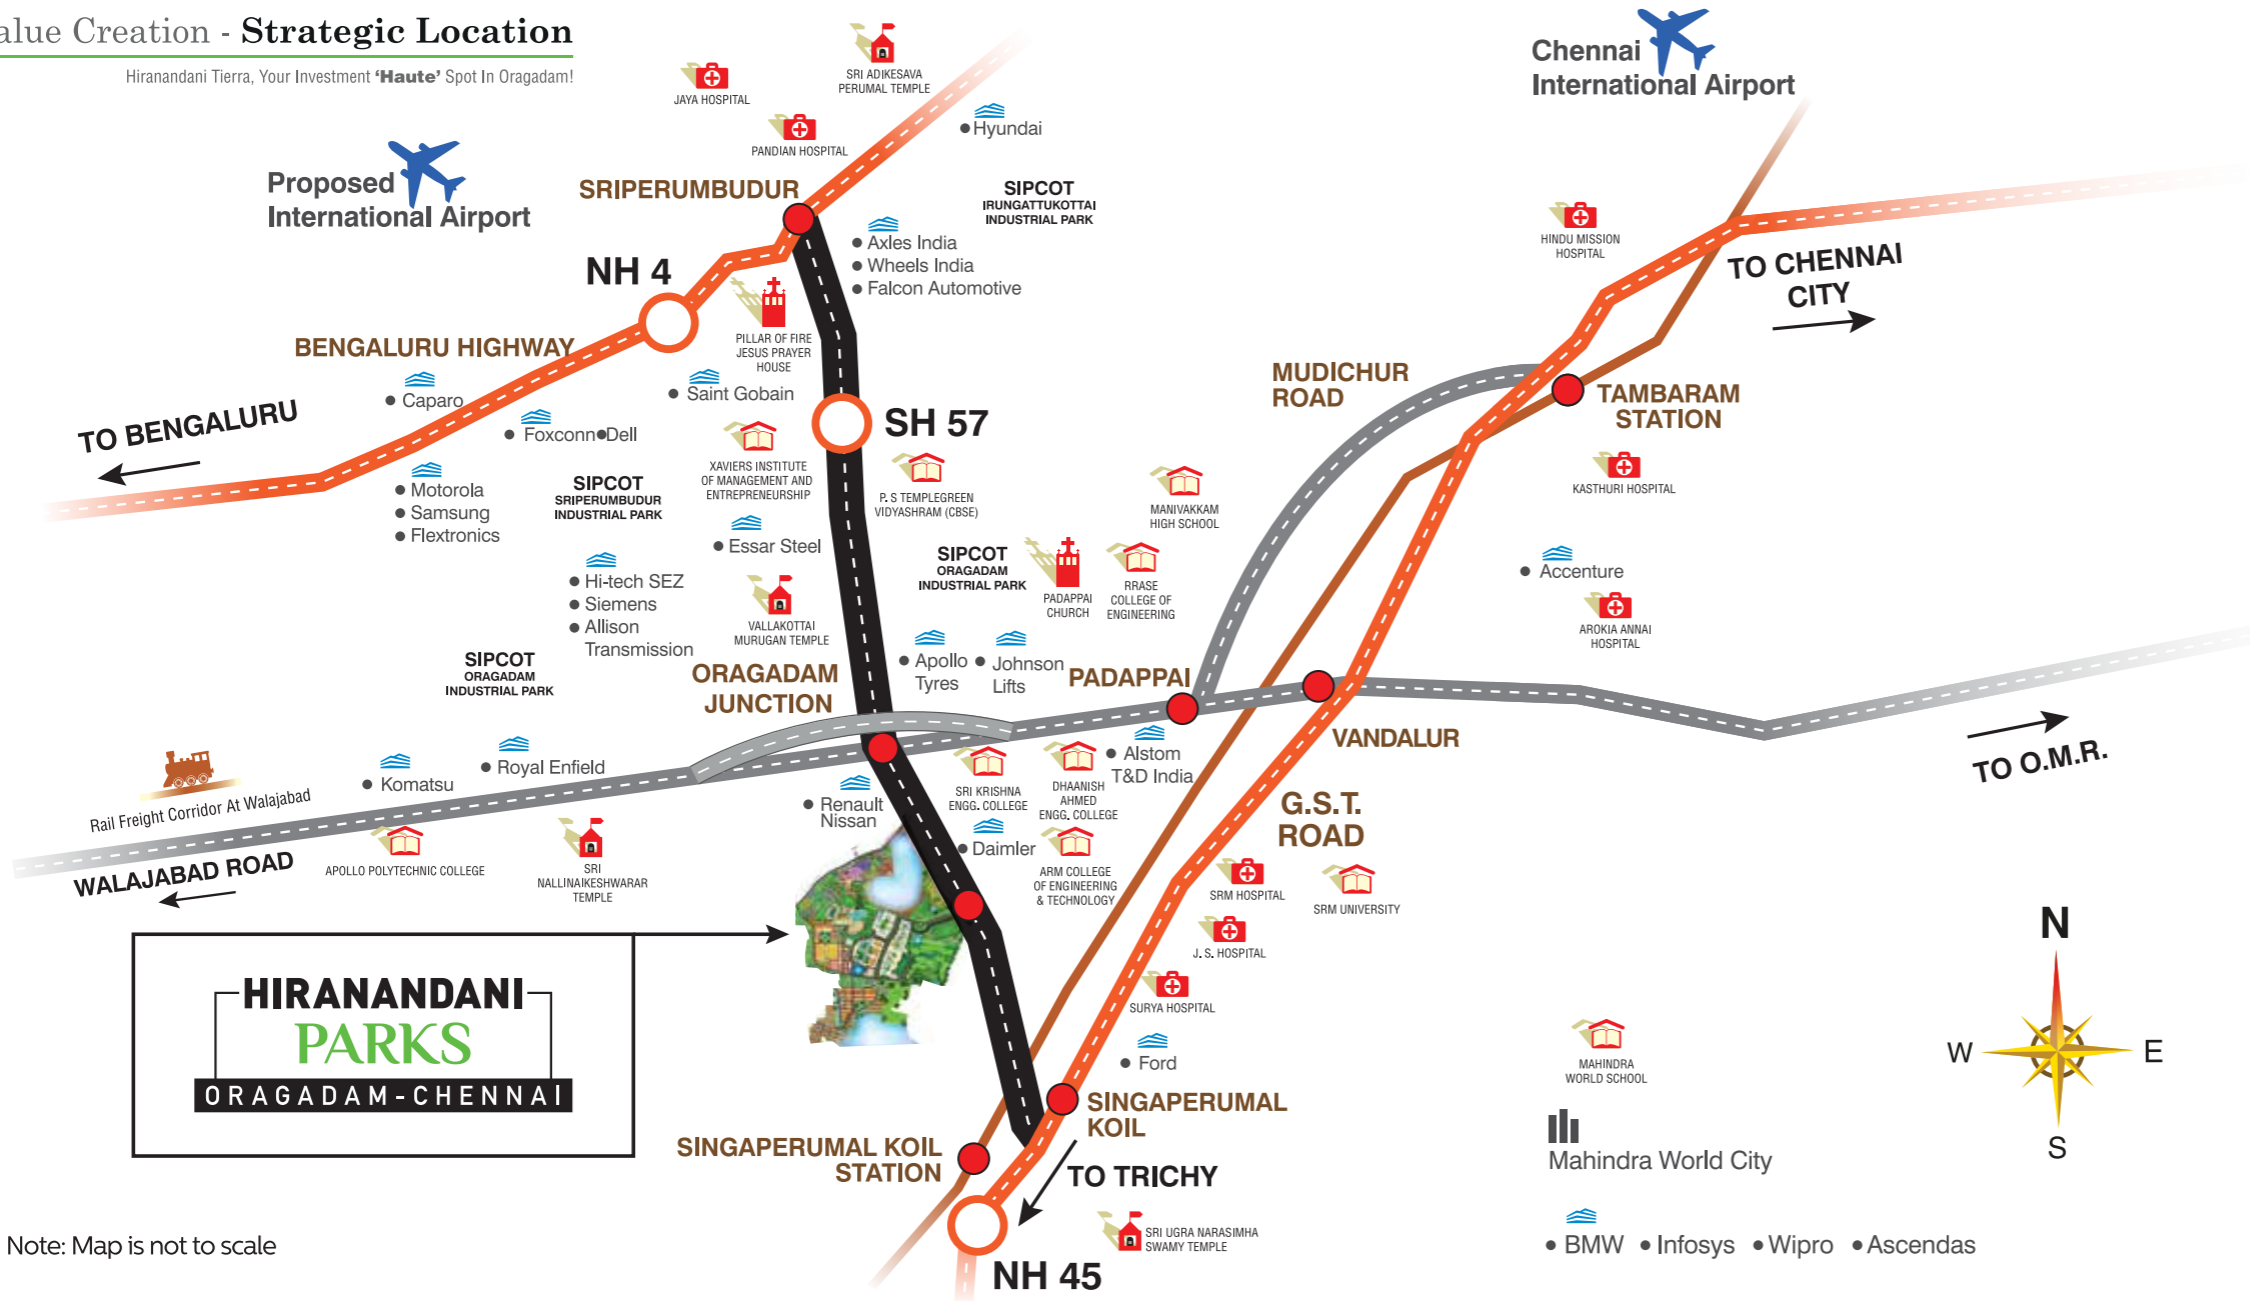 alue Creation - Strategic Location
Hiranandani Tierra, Your Investment ‘Haute’ Spot In Oragadam!
JAYA HOSPITAL
SRI ADIKESAVA
PERUMAL TEMPLE
PANDIAN HOSPITAL
• Hyundai
Chennai
International Airport
Proposed
International Airport
SRIPERUMBUDUR
SIPCOT
IRUNGATTUKOTTAI
INDUSTRIAL PARK
• Axles India
• Wheels India
• Falcon Automotive
HINDU MISSION
HOSPITAL
TO CHENNAI
CITY
NH 4
BENGALURU HIGHWAY
PILLAR OF FIRE
JESUS PRAYER
HOUSE
• Caparo
• Saint Gobain
TO BENGALURU
• Foxconn • Dell
SH 57
MUDICHUR
ROAD
TAMBARAM
STATION
• Motorola
• Samsung
• Flextronics
SIPCOT
SRIPERUMBUDUR
INDUSTRIAL PARK
XAVIERS INSTITUTE
OF MANAGEMENT AND
ENTREPRENEURSHIP
P. S TEMPLEGREEN
VIDYASHRAM (CBSE)
MANIVAKKAM
HIGH SCHOOL
KASTHURI HOSPITAL
• Essar Steel
SIPCOT
ORAGADAM
INDUSTRIAL PARK
PADAPPAI
CHURCH
RRASE
COLLEGE OF
ENGINEERING
• Accenture
• Hi-tech SEZ
• Siemens
• Allison
Transmission
VALLAKOTTAI
MURUGAN TEMPLE
AROKIA ANNAI
HOSPITAL
SIPCOT
ORAGADAM
INDUSTRIAL PARK
ORAGADAM
JUNCTION
• Apollo
Tyres
• Johnson
Lifts
PADAPPAI
VANDALUR
TO O.M.R.
Rail Freight Corridor At Walajabad
• Komatsu
• Royal Enfield
• Renault
Nissan
SRI KRISHNA
ENGG. COLLEGE
DHAANISH
AHMED
ENGG. COLLEGE
• Alstom
T&D India
G.S.T.
ROAD
WALAJABAD ROAD
APOLLO POLYTECHNIC COLLEGE
SRI
NALLINAIKESHWARAR
TEMPLE
• Daimler
ARM COLLEGE
OF ENGINEERING
& TECHNOLOGY
SRM HOSPITAL
SRM UNIVERSITY
J. S. HOSPITAL
SURYA HOSPITAL
HIRANANDANI
PARKS
ORAGADAM-CHENNAI
• Ford
MAHINDRA
WORLD SCHOOL
N
W
E
S
SINGAPERUMAL
KOIL
SINGAPERUMAL KOIL
STATION
TO TRICHY
Mahindra World City
SRI UGRA NARASIMHA
SWAMY TEMPLE
• BMW • Infosys • Wipro • Ascendas
Note: Map is not to scale
NH 45